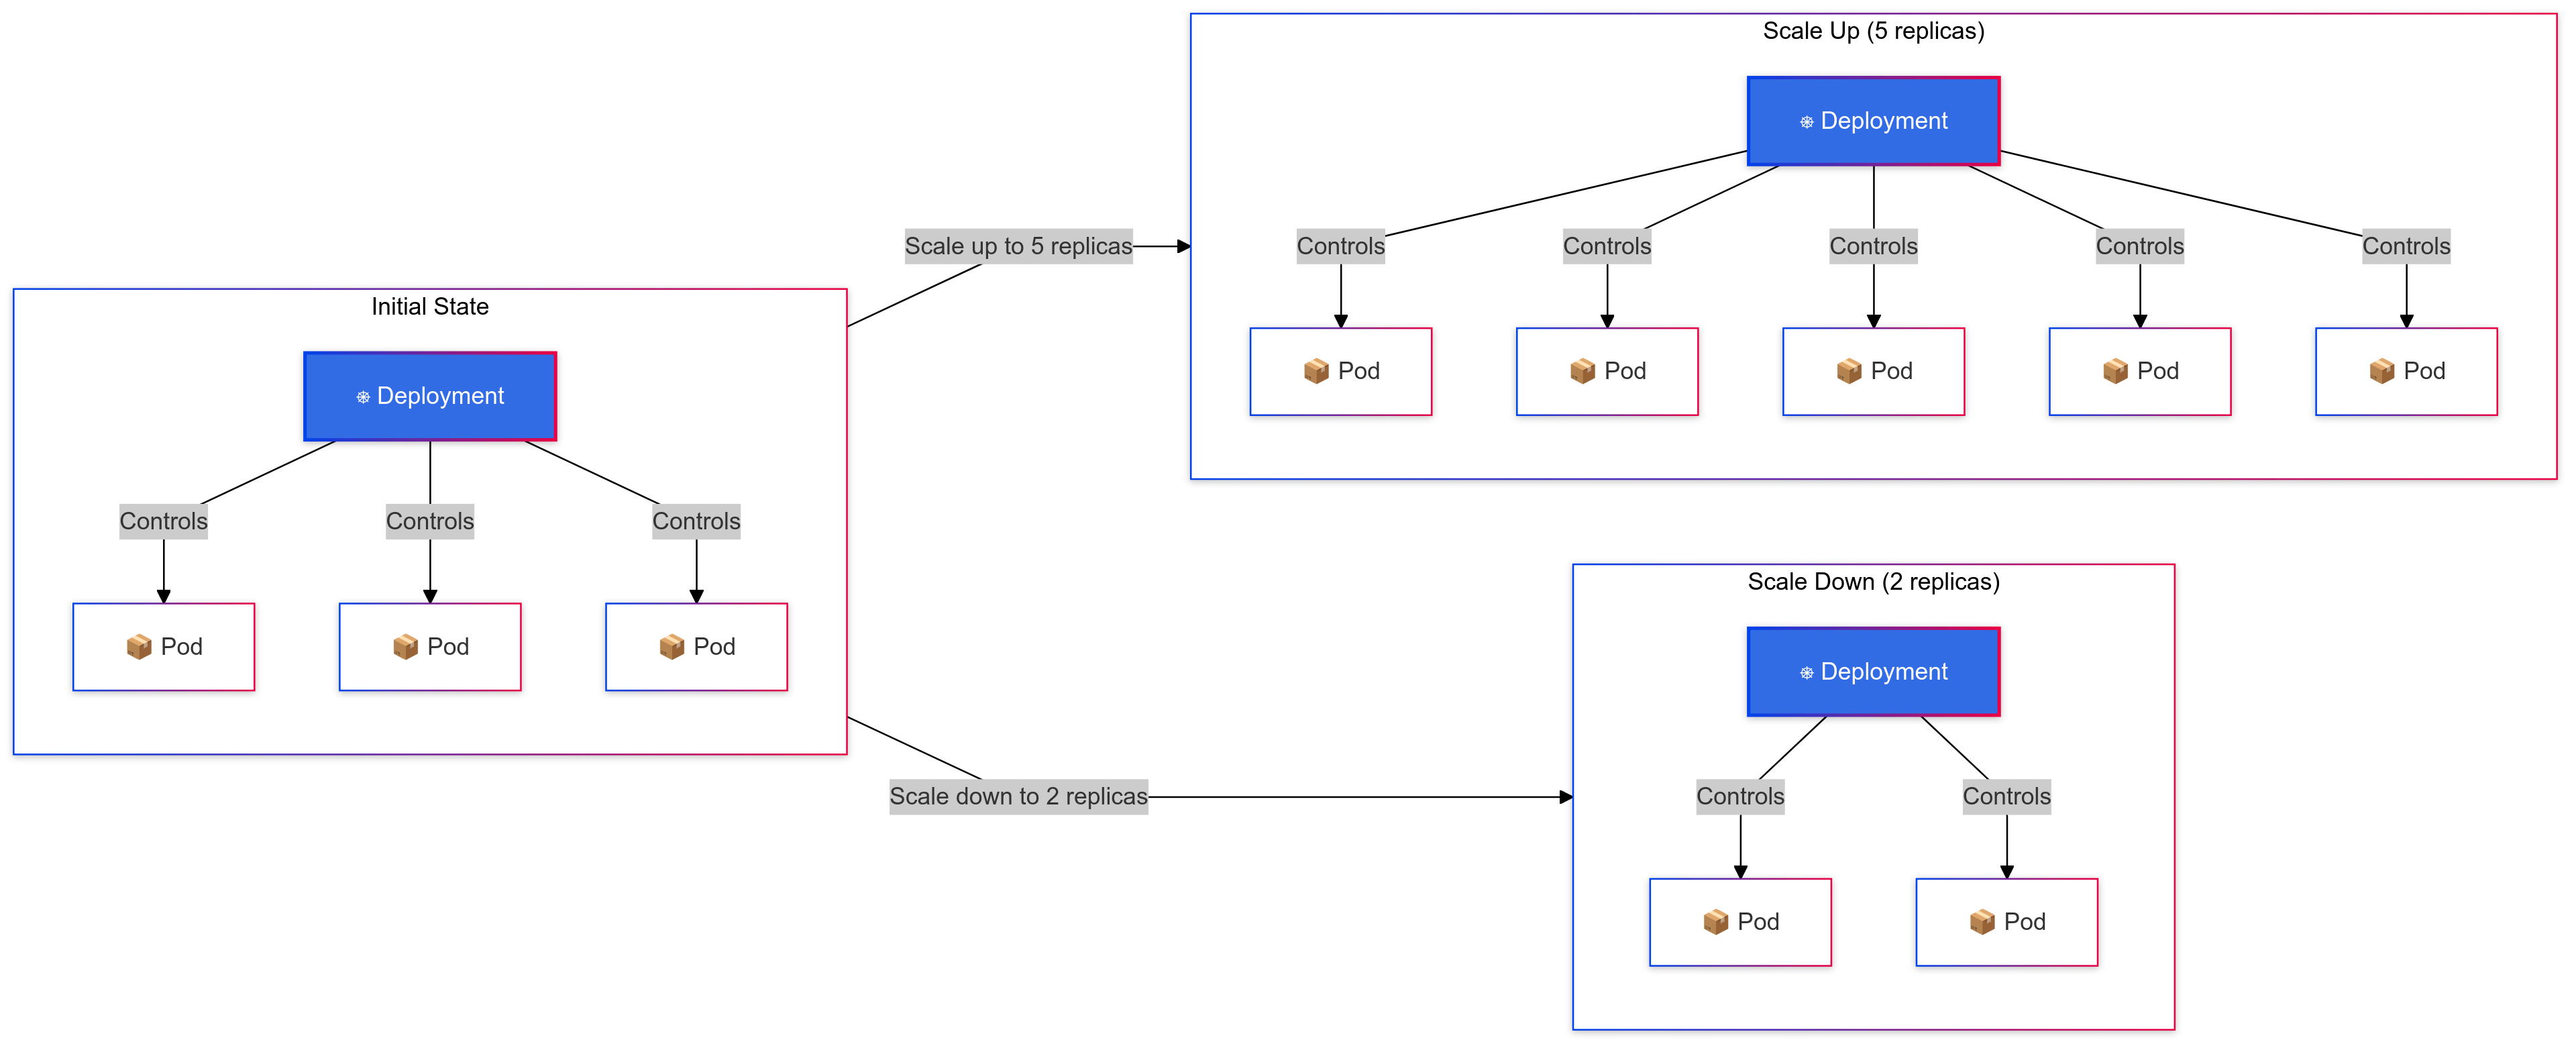 Initial State
⎈ Deployment
Controls
Controls
Controls
📦 Pod
📦 Pod
📦 Pod
Scale up to 5 replicas
Scale down to 2 replicas
Scale Up (5 replicas)
⎈ Deployment
Controls
Controls
Controls
Controls
Controls
📦 Pod
📦 Pod
📦 Pod
📦 Pod
📦 Pod
Scale Down (2 replicas)
⎈ Deployment
Controls
Controls
📦 Pod
📦 Pod